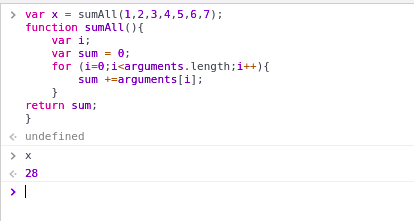 var x = sumAll(1,2,3,4,5,6,7);
function sumAll(){
    var i;
    var sum = 0;
    for (i=0;i<arguments.length;i++){
        sum +=arguments[i];
    }
return sum;
}
undefined
x
28